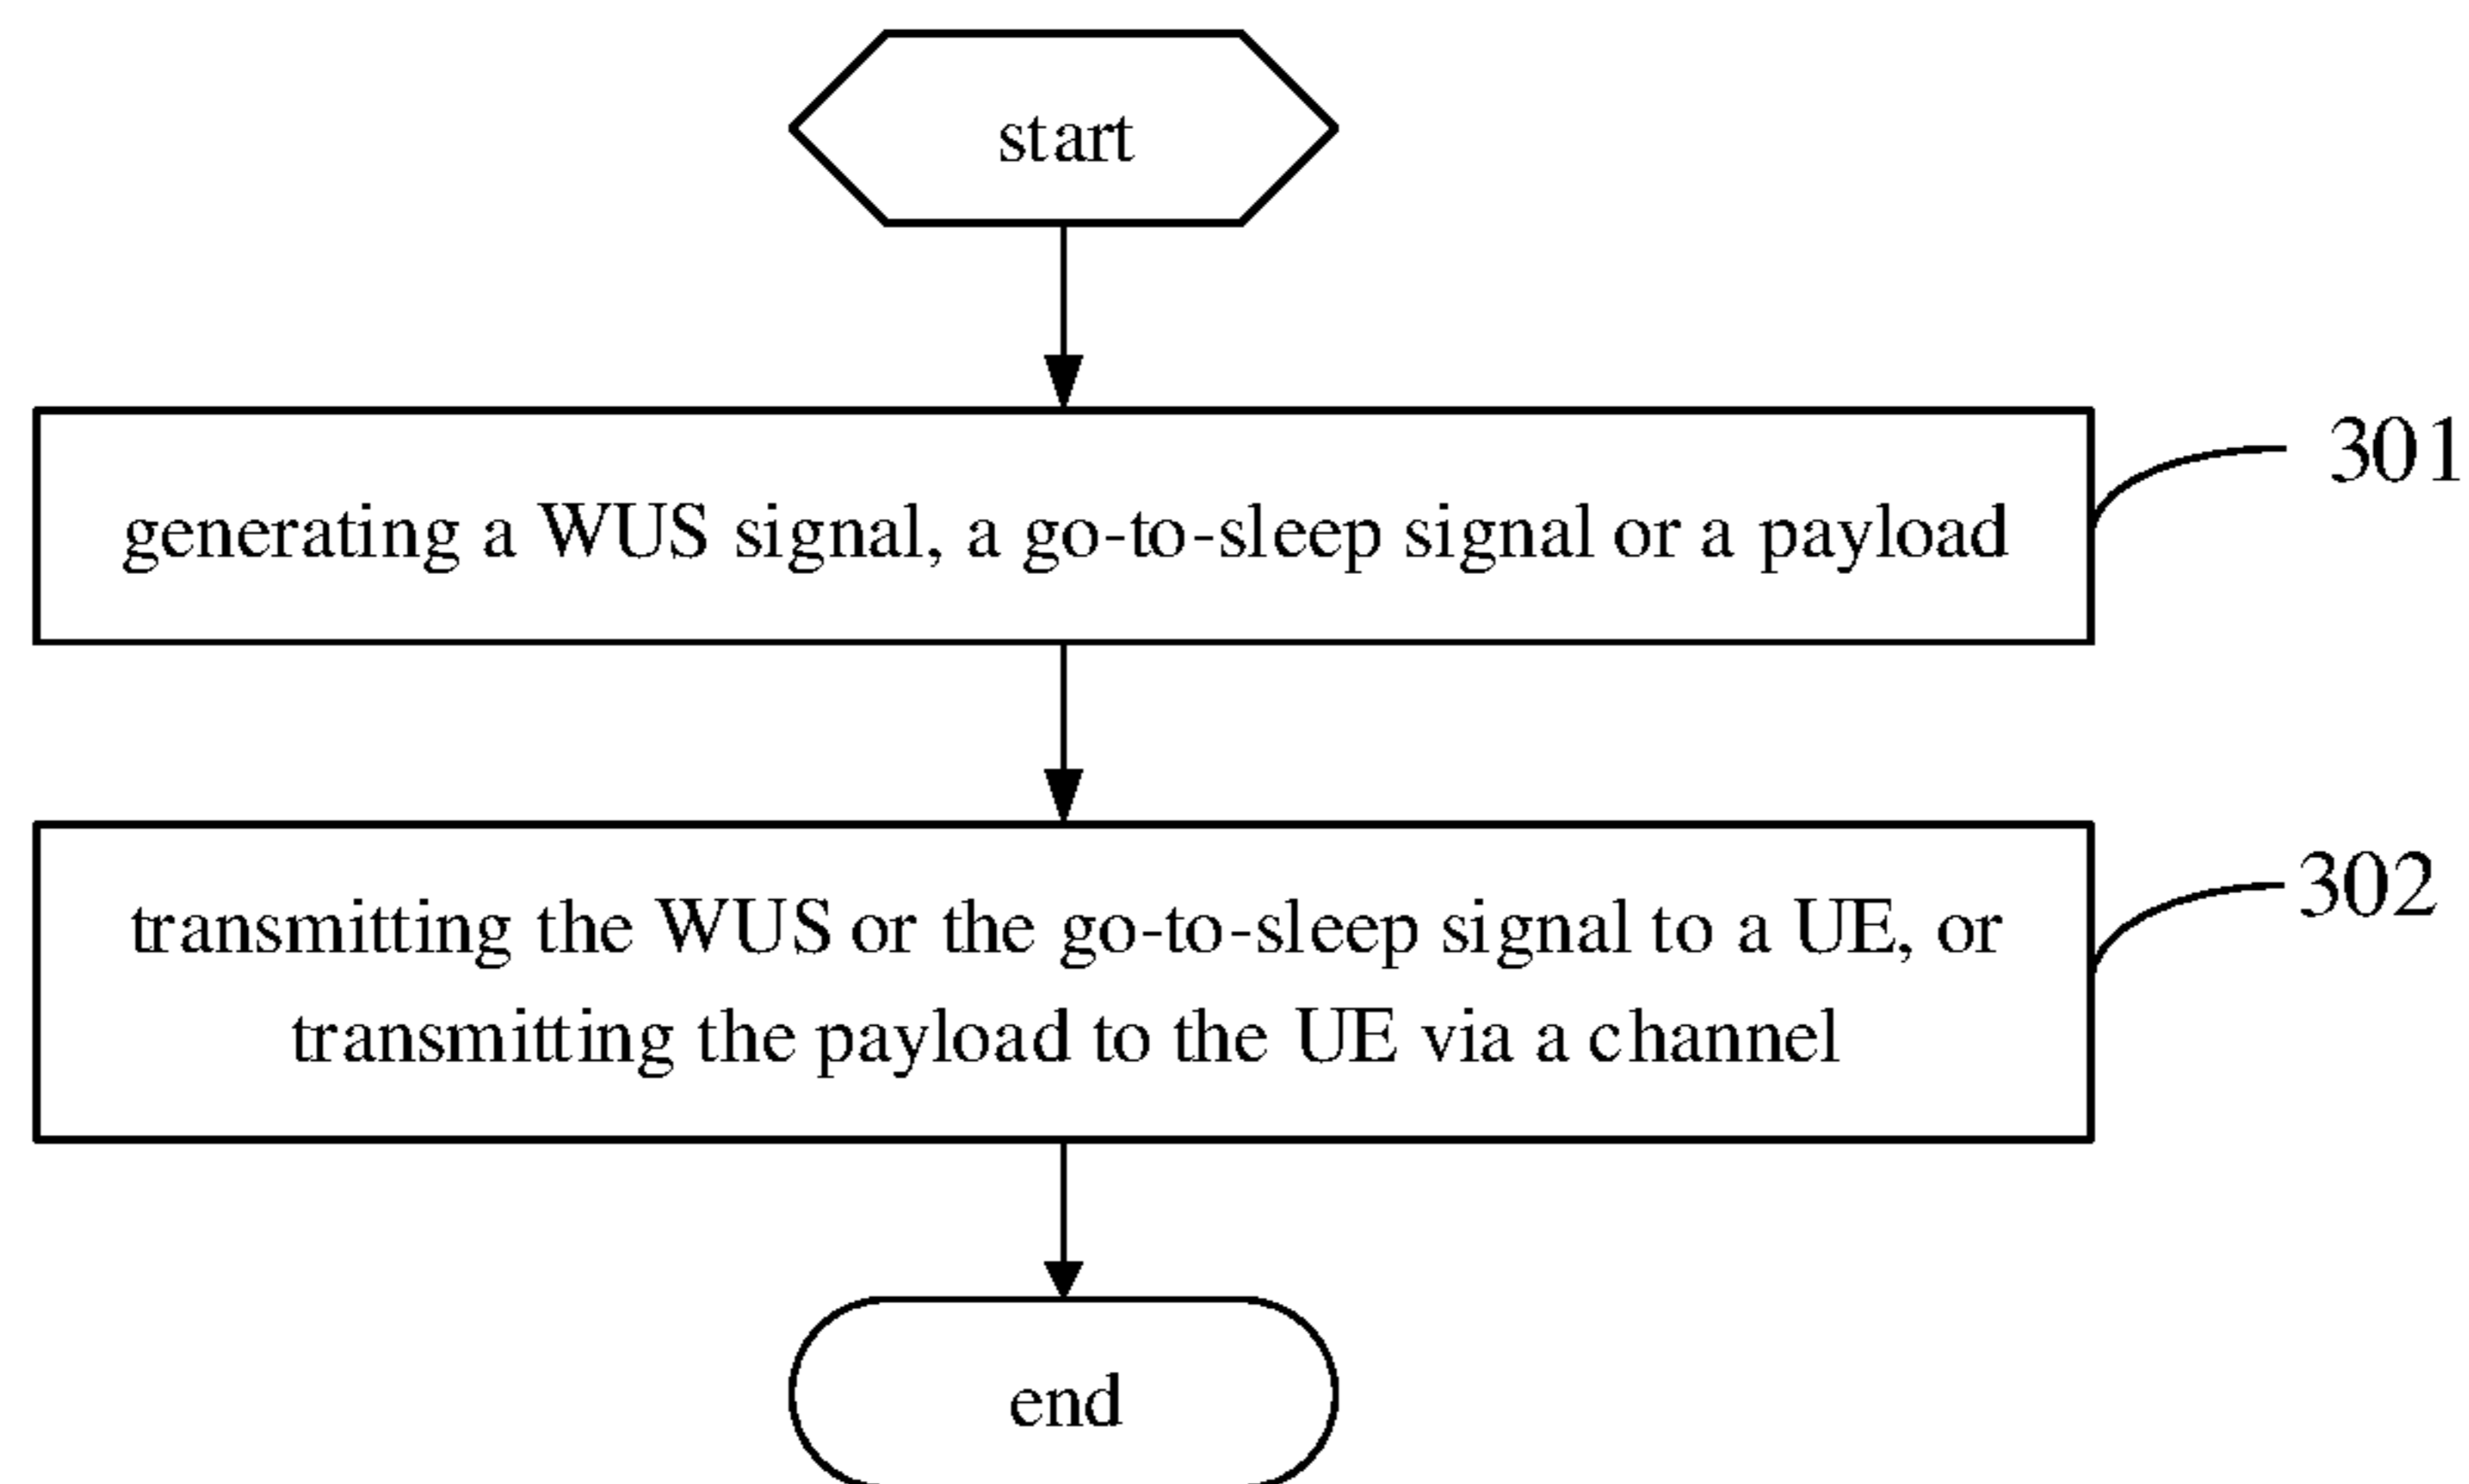 start
generating a WUS signal, a go-to-sleep signal or a payload
301
transmitting the WUS or the go-to-sleep signal to a UE, or
transmitting the payload to the UE via a channel
302
end